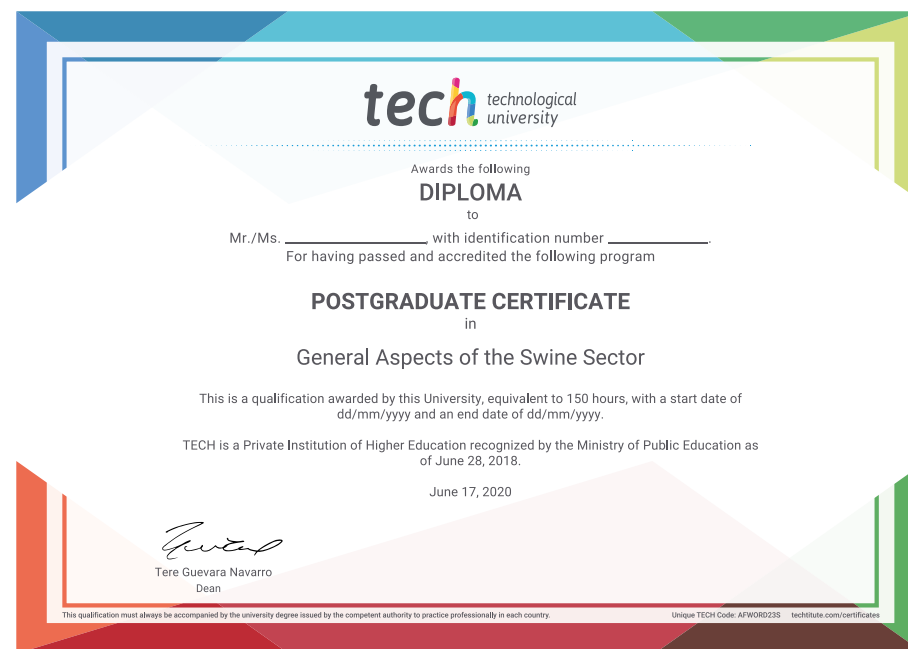 tech technological
university
Awards the following
DIPLOMA
to
Mr./Ms. ____________________, with identification number ______________.
For having passed and accredited the following program
POSTGRADUATE CERTIFICATE
in
General Aspects of the Swine Sector
This is a qualification awarded by this University, equivalent to 150 hours, with a start date of
dd/mm/yyyy and an end date of dd/mm/yyyy.
TECH is a Private Institution of Higher Education recognized by the Ministry of Public Education as
of June 28, 2018.
June 17, 2020
Tere Guevara Navarro
Dean
This qualification must always be accompanied by the university degree issued by the competent authority to practice professionally in each country.
Unique TECH Code: AFWORD23S techtitute.com/certificates